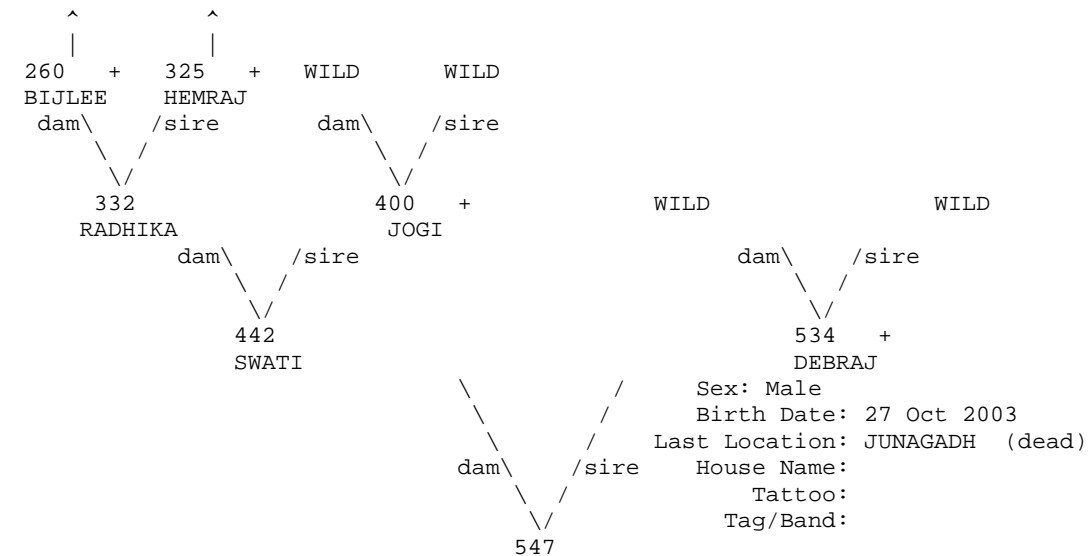 ^ ^
| |
260 + 325 + WILD WILD
BIJLEE HEMRAJ
dam\ /sire dam\ /sire
\ / \ /
\/ \/
332 400 + WILD WILD
RADHIKA JOGI
dam\ /sire dam\ /sire
\ / \ /
\/ \/
442 534 +
SWATI DEBRAJ
\ / Sex: Male
\ / Birth Date: 27 Oct 2003
\ / Last Location: JUNAGADH (dead)
dam\ /sire House Name:
\ / Tattoo:
\/ Tag/Band:
547